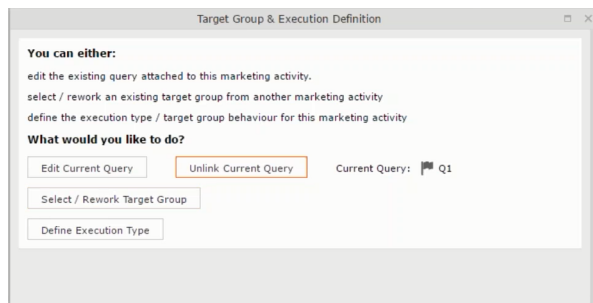 Target Group & Execution Definition
You can either:
edit the existing query attached to this marketing activity.
select / rework an existing target group from another marketing activity
define the execution type / target group behaviour for this marketing activity
What would you like to do?
Edit Current Query Unlink Current Query Current Query: Q1
Select / Rework Target Group
Define Execution Type